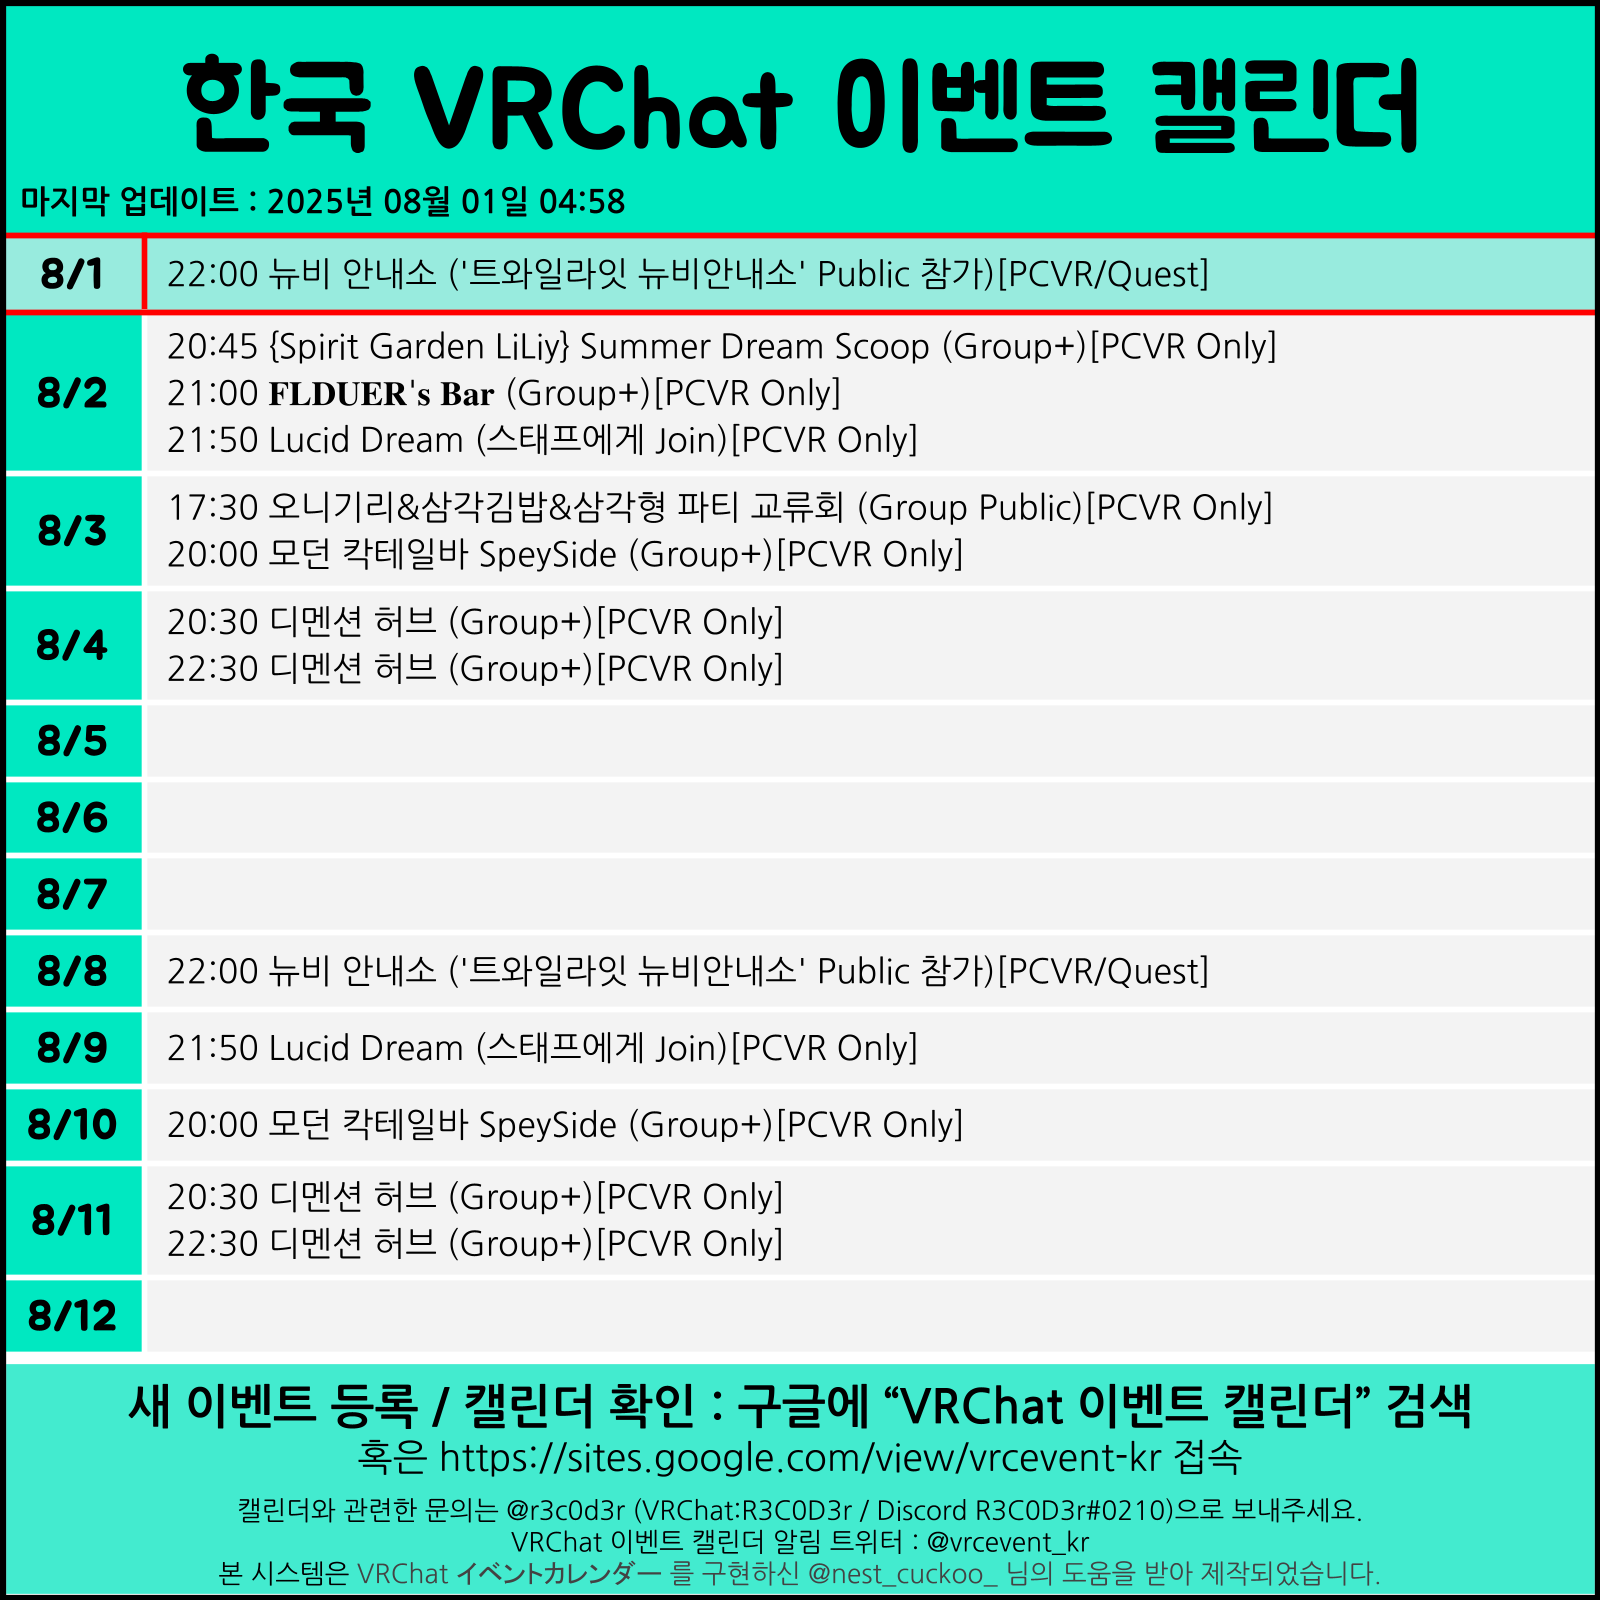 한국 VRChat 이벤트 캘린더
마지막 업데이트 : 2025년 08월 01일 04:58
8/1
22:00 뉴비 안내소 ('트와일라잇 뉴비안내소' Public 참가)[PCVR/Quest]
8/2
20:45 {Spirit Garden LiLiy} Summer Dream Scoop (Group+)[PCVR Only]
21:00 𝐅𝐋𝐃𝐔𝐄𝐑'𝐬 𝐁𝐚𝐫 (Group+)[PCVR Only]
21:50 Lucid Dream (스태프에게 Join)[PCVR Only]
8/3
17:30 오니기리&삼각김밥&삼각형 파티 교류회 (Group Public)[PCVR Only]
20:00 모던 칵테일바 SpeySide (Group+)[PCVR Only]
8/4
20:30 디멘션 허브 (Group+)[PCVR Only]
22:30 디멘션 허브 (Group+)[PCVR Only]
8/5
8/6
8/7
8/8
22:00 뉴비 안내소 ('트와일라잇 뉴비안내소' Public 참가)[PCVR/Quest]
8/9
21:50 Lucid Dream (스태프에게 Join)[PCVR Only]
8/10
20:00 모던 칵테일바 SpeySide (Group+)[PCVR Only]
8/11
20:30 디멘션 허브 (Group+)[PCVR Only]
22:30 디멘션 허브 (Group+)[PCVR Only]
8/12
새 이벤트 등록 / 캘린더 확인 : 구글에 “VRChat 이벤트 캘린더” 검색
혹은 https://sites.google.com/view/vrcevent-kr 접속
캘린더와 관련한 문의는 @r3c0d3r (VRChat:R3C0D3r / Discord R3C0D3r#0210)으로 보내주세요.
VRChat 이벤트 캘린더 알림 트위터 : @vrcevent_kr
본 시스템은 VRChat イベントカレンダー 를 구현하신 @nest_cuckoo_ 님의 도움을 받아 제작되었습니다.